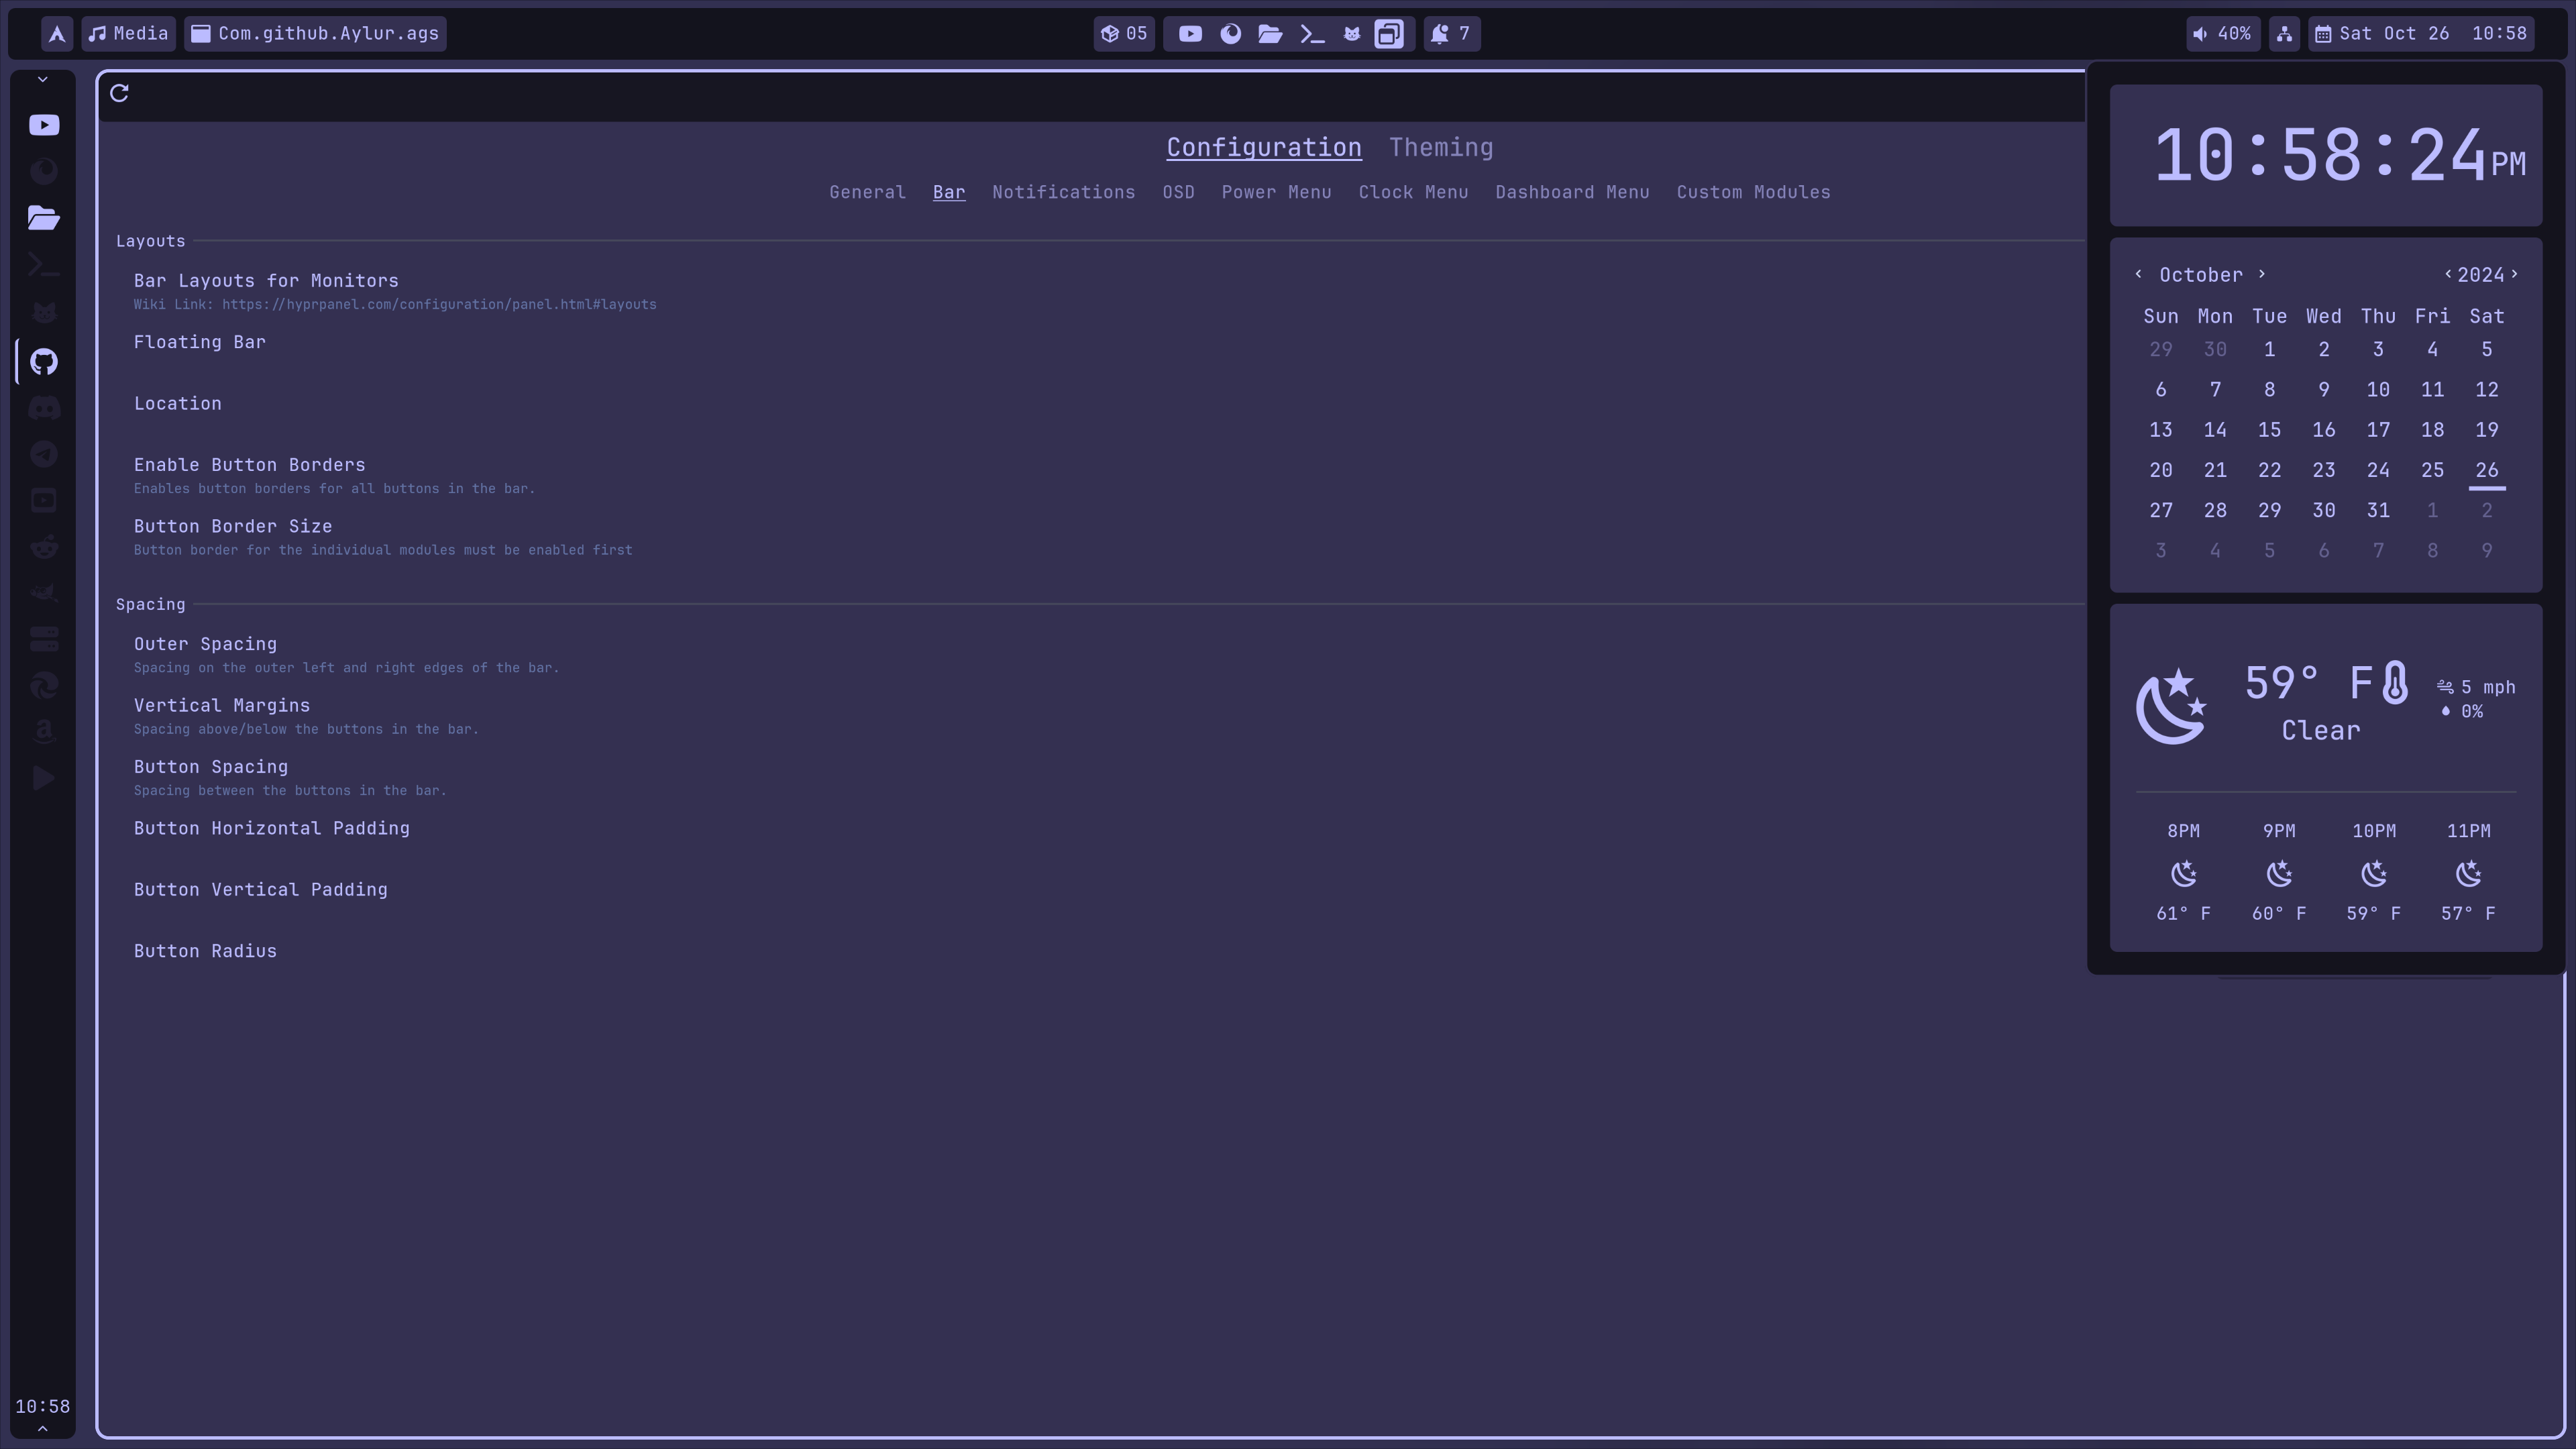 Media
Com.github.Aylur.ags
05
7
40%
Sat Oct 26 10:58
Configuration Theming
General Bar Notifications OSD Power Menu Clock Menu Dashboard Menu Custom Modules
Layouts
Bar Layouts for Monitors
Wiki Link: https://hyprpanel.com/configuration/panel.html#layouts
Floating Bar
Location
Enable Button Borders
Enables button borders for all buttons in the bar.
Button Border Size
Button border for the individual modules must be enabled first
Spacing
Outer Spacing
Spacing on the outer left and right edges of the bar.
Vertical Margins
Spacing above/below the buttons in the bar.
Button Spacing
Spacing between the buttons in the bar.
Button Horizontal Padding
Button Vertical Padding
Button Radius
10:58:24 PM
‹ October › ‹ 2024 ›
Sun Mon Tue Wed Thu Fri Sat
29 30 1 2 3 4 5
6 7 8 9 10 11 12
13 14 15 16 17 18 19
20 21 22 23 24 25 26
27 28 29 30 31 1 2
3 4 5 6 7 8 9
59° F
Clear
5 mph
0%
8PM 9PM 10PM 11PM
61° F 60° F 59° F 57° F
10:58